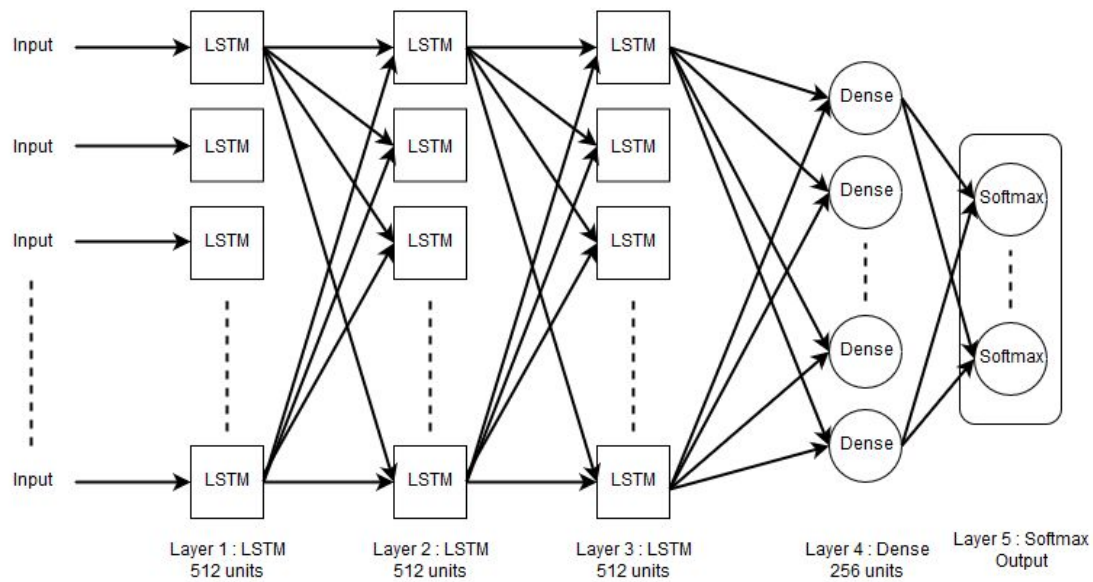 Input
LSTM
LSTM
LSTM
Dense
Input
LSTM
LSTM
LSTM
Dense
Softmax
Input
LSTM
LSTM
LSTM
Dense
Softmax
Input
LSTM
LSTM
LSTM
Dense
Layer 1 : LSTM
512 units
Layer 2 : LSTM
512 units
Layer 3 : LSTM
512 units
Layer 4 : Dense
256 units
Layer 5 : Softmax
Output